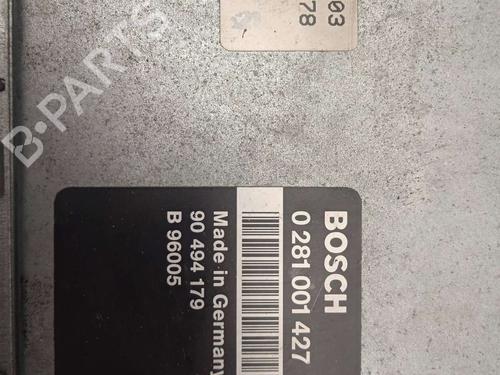 03
78
BOSCH
0 281 001 427
Made in Germany
90 494 179
B 96005
B-PARTS